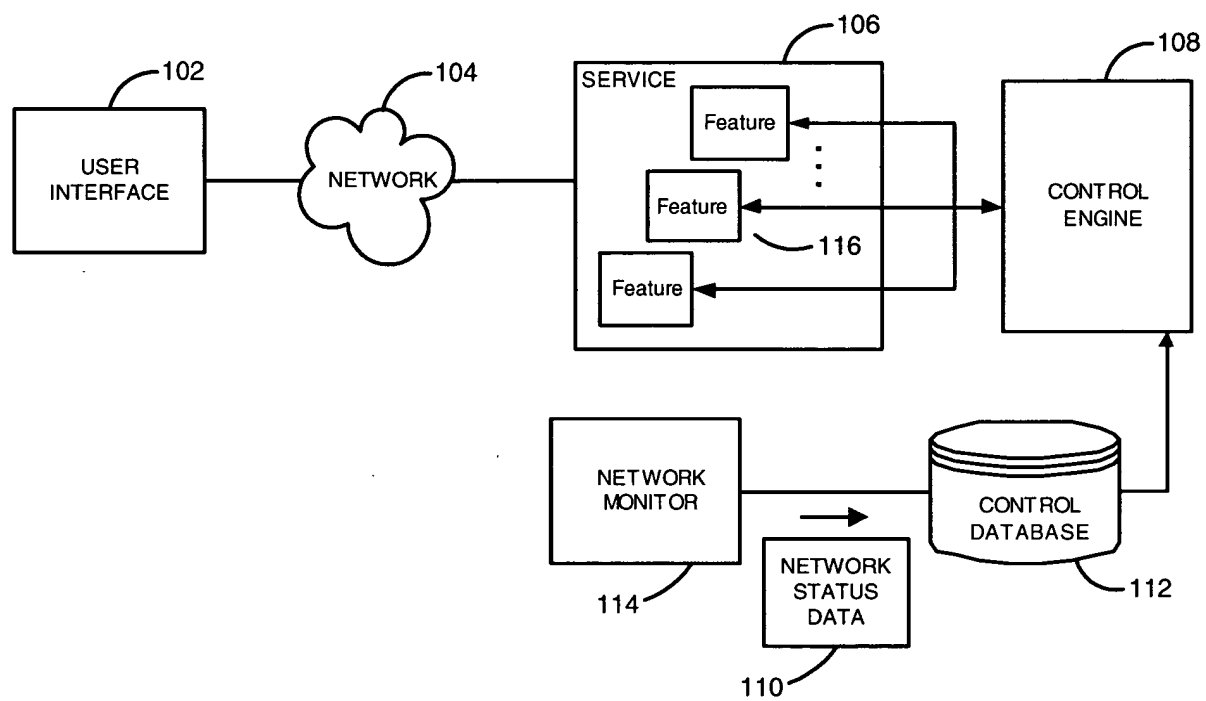 106
108
102
104
SERVICE
Feature
USER
INTERFACE
NETWORK
Feature
CONTROL
ENGINE
116
Feature
NETWORK
MONITOR
CONTROL
DATABASE
NETWORK
STATUS
DATA
114
112
110